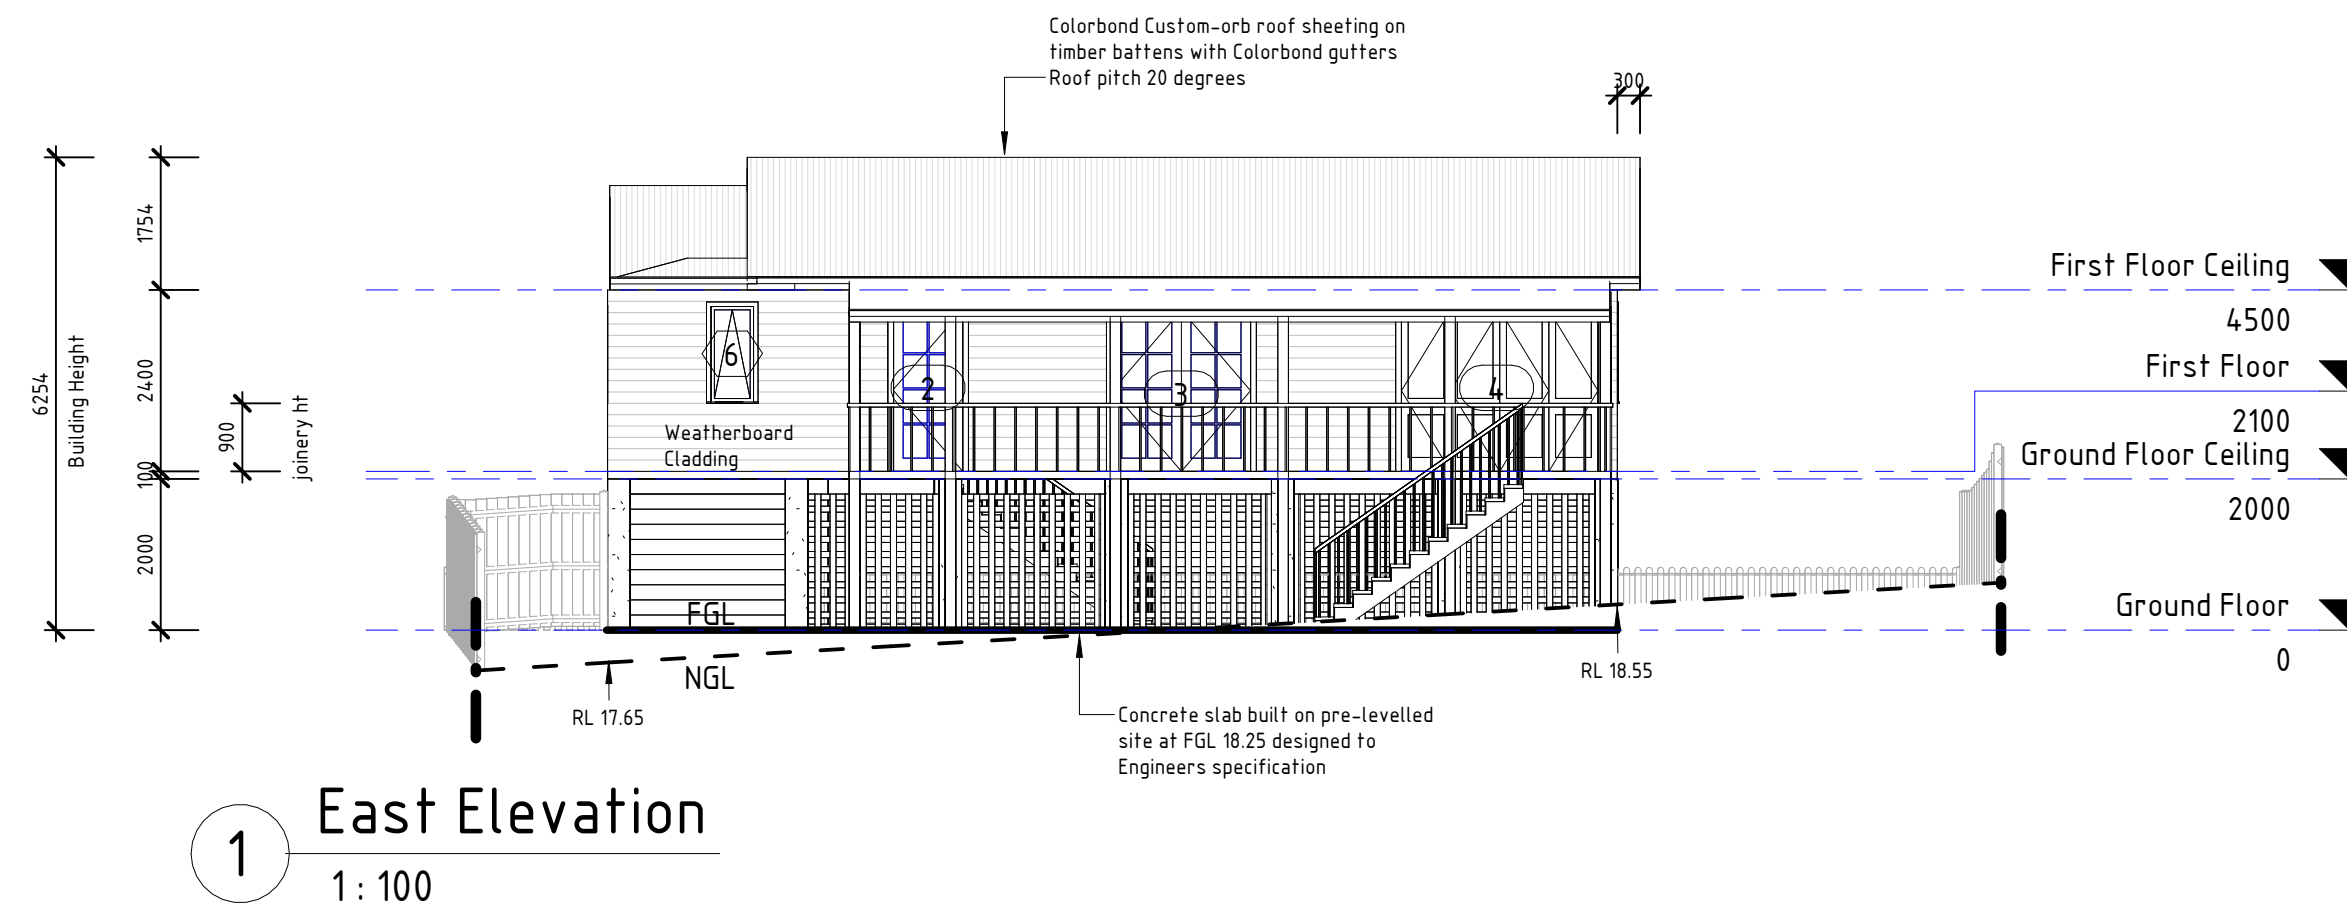 Colorbond Custom-orb roof sheeting on
timber battens with Colorbond gutters
Roof pitch 20 degrees
300
6254
Building Height
1754
2400
100
2000
900
joinery ht
First Floor Ceiling
4500
First Floor
2100
Ground Floor Ceiling
2000
Ground Floor
0
6
2
3
4
Weatherboard
Cladding
FGL
NGL
RL 17.65
RL 18.55
Concrete slab built on pre-levelled
site at FGL 18.25 designed to
Engineers specification
1
East Elevation
1 : 100